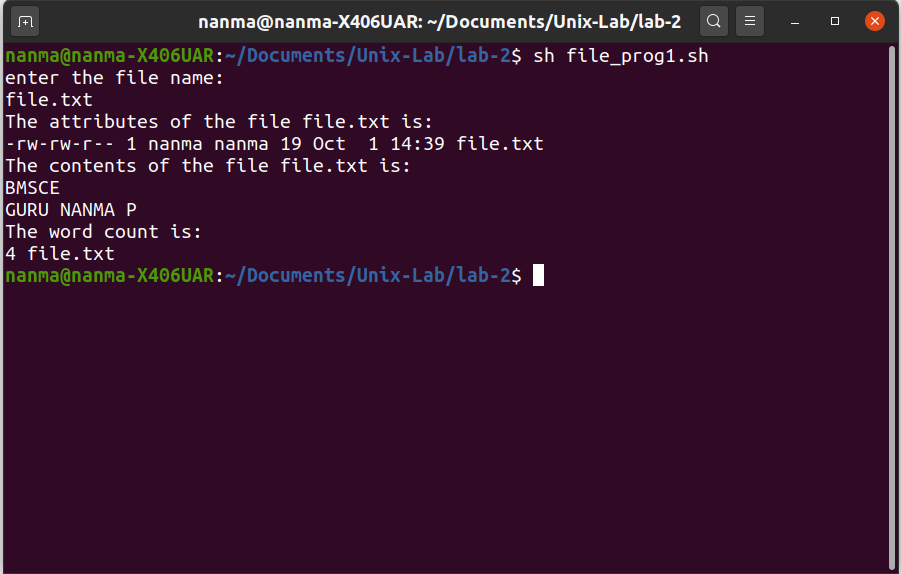 nanma@nanma-X406UAR: ~/Documents/Unix-Lab/lab-2
nanma@nanma-X406UAR:~/Documents/Unix-Lab/lab-2$ sh file_prog1.sh
enter the file name:
file.txt
The attributes of the file file.txt is:
-rw-rw-r-- 1 nanma nanma 19 Oct  1 14:39 file.txt
The contents of the file file.txt is:
BMSCE
GURU NANMA P
The word count is:
4 file.txt
nanma@nanma-X406UAR:~/Documents/Unix-Lab/lab-2$